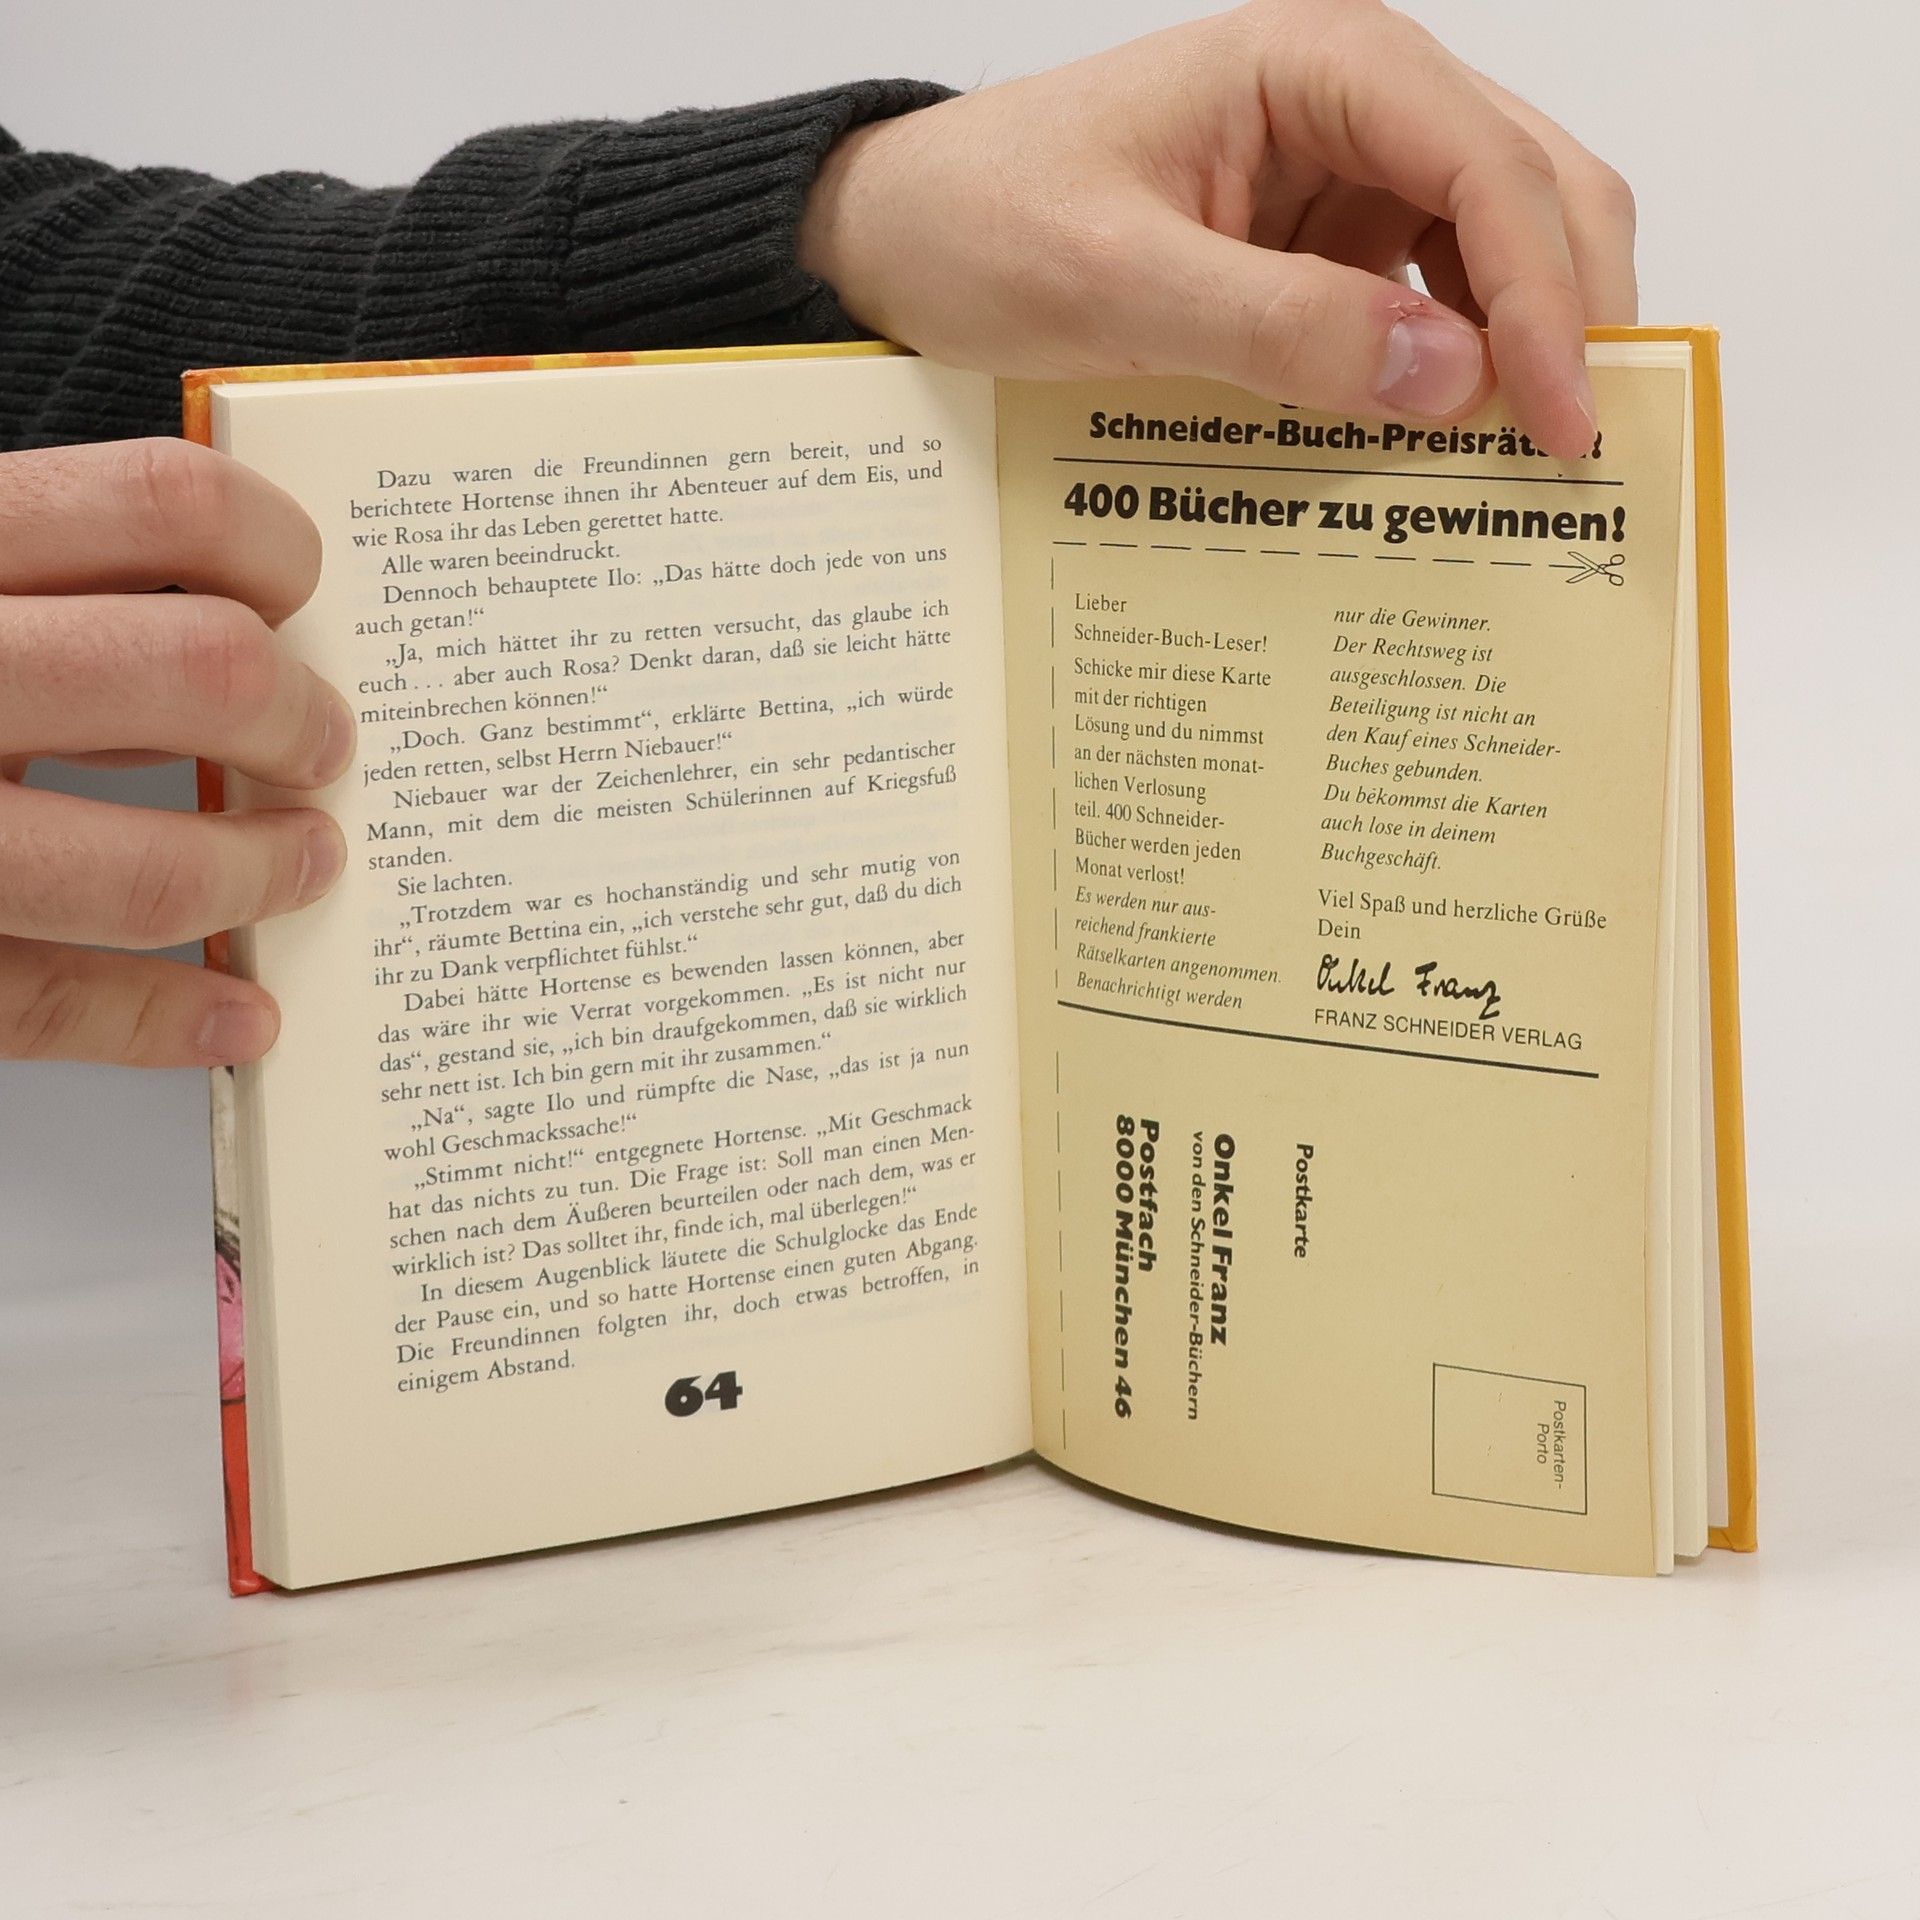 Dazu waren die Freundinnen gern bereit, und so
berichtete Hortense ihnen ihr Abenteuer auf dem Eis, und
wie Rosa ihr das Leben gerettet hatte.
Alle waren beeindruckt.
Dennoch behauptete Ilo: „Das hätte doch jede von uns
auch getan!“
„Ja, mich hättet ihr zu retten versucht, das glaube ich
euch . . . aber auch Rosa? Denkt daran, daß sie leicht hätte
miteinbrechen können!“
„Doch. Ganz bestimmt“, erklärte Bettina, „ich würde
jeden retten, selbst Herrn Niebauer!“
Niebauer war der Zeichenlehrer, ein sehr pedantischer
Mann, mit dem die meisten Schülerinnen auf Kriegsfuß
standen.
Sie lachten.
„Trotzdem war es hochanständig und sehr mutig von
ihr“, räumte Bettina ein, „ich verstehe sehr gut, daß du dich
ihr zu Dank verpflichtet fühlst.“
Dabei hätte Hortense es bewenden lassen können, aber
das wäre ihr wie Verrat vorgekommen. „Es ist nicht nur
das“, gestand sie, „ich bin draufgekommen, daß sie wirklich
sehr nett ist. Ich bin gern mit ihr zusammen.“
„Na“, sagte Ilo und rümpfte die Nase, „das ist ja nun
wohl Geschmackssache!“
„Stimmt nicht!“ entgegnete Hortense. „Mit Geschmack
hat das nichts zu tun. Die Frage ist: Soll man einen Men-
schen nach dem Äußeren beurteilen oder nach dem, was er
wirklich ist? Das solltet ihr, finde ich, mal überlegen!“
In diesem Augenblick läutete die Schulglocke das Ende
der Pause ein, und so hatte Hortense einen guten Abgang.
Die Freundinnen folgten ihr, doch etwas betroffen, in
einigem Abstand.
64
Schneider-Buch-Preisrät
400 Bücher zu gewinnen!
Lieber
Schneider-Buch-Leser!
Schicke mir diese Karte
mit der richtigen
Lösung und du nimmst
an der nächsten monat-
lichen Verlosung
teil. 400 Schneider-
Bücher werden jeden
Monat verlost!
Es werden nur aus-
reichend frankierte
Rätselkarten angenommen.
Benachrichtigt werden
nur die Gewinner.
Der Rechtsweg ist
ausgeschlossen. Die
Beteiligung ist nicht an
den Kauf eines Schneider-
Buches gebunden.
Du bekommst die Karten
auch lose in deinem
Buchgeschäft.
Viel Spaß und herzliche Grüße
Dein
Onkel Franz
FRANZ SCHNEIDER VERLAG
Postkarte
Onkel Franz
von den Schneider-Büchern
Postfach
8000 München 46
Postkarten-
Porto